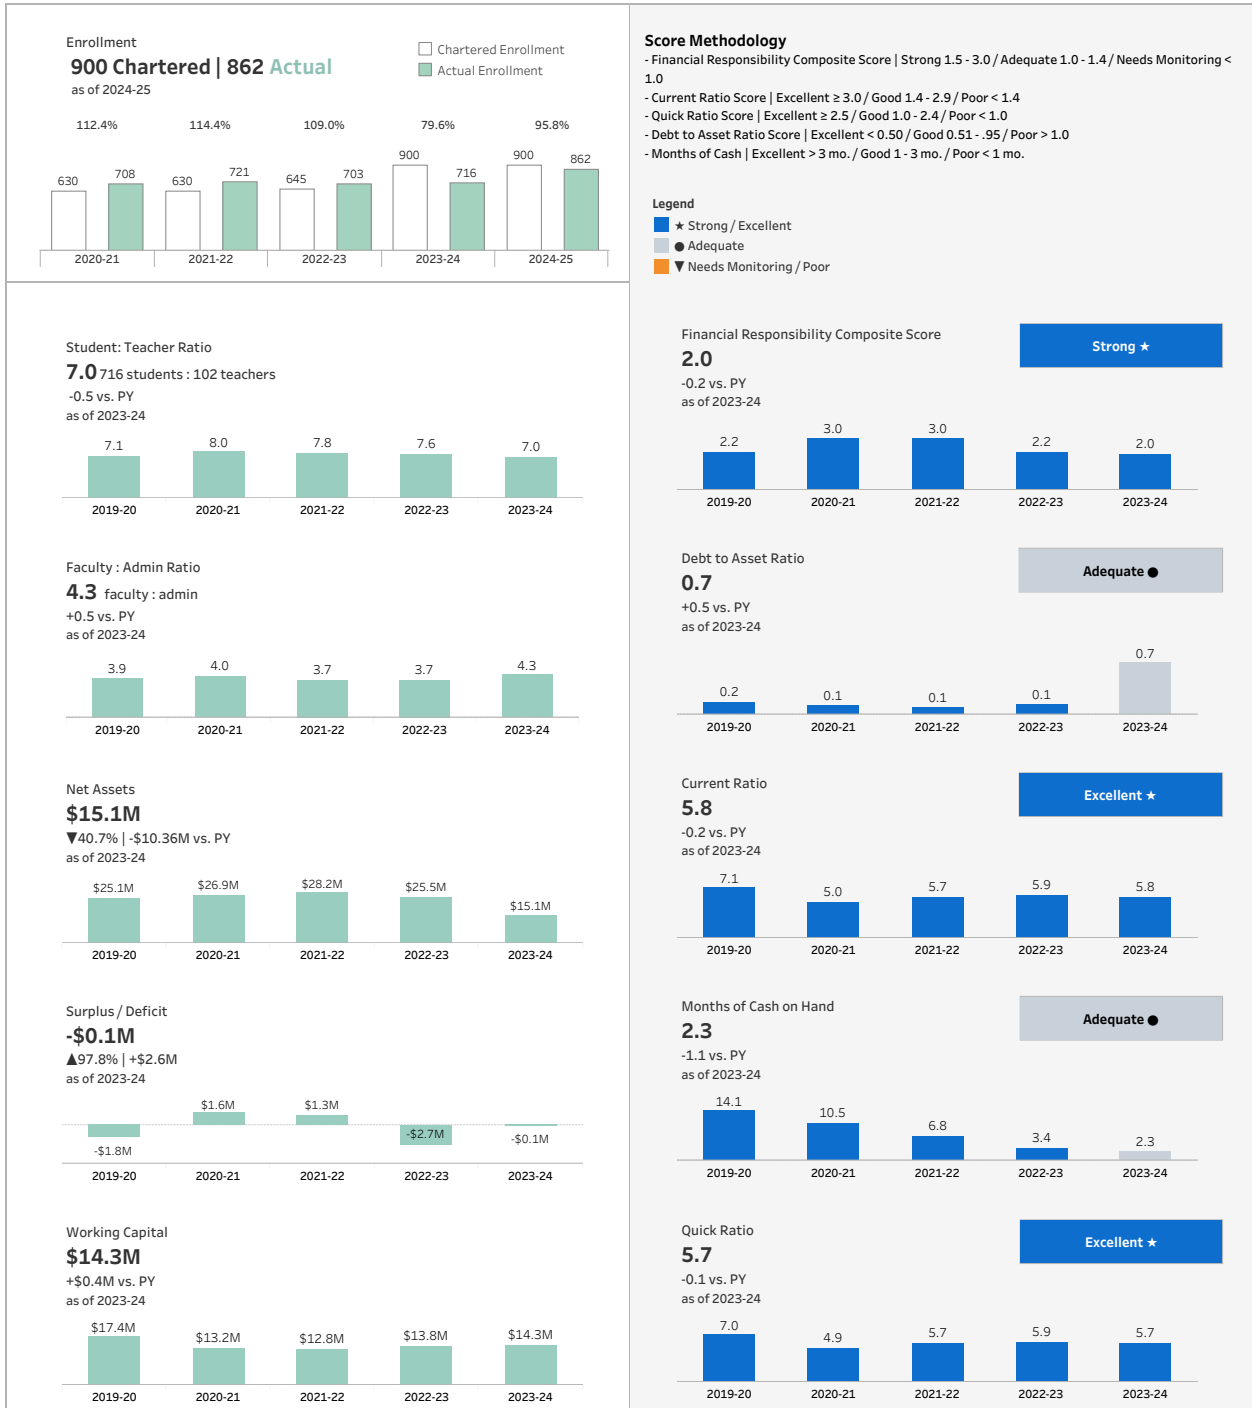 Enrollment
900 Chartered | 862 Actual
as of 2024-25
Chartered Enrollment
Actual Enrollment
112.4% 114.4% 109.0% 79.6% 95.8%
630 708 630 721 645 703 900 716 900 862
2020-21 2021-22 2022-23 2023-24 2024-25
Student: Teacher Ratio
7.0 716 students : 102 teachers
-0.5 vs. PY
as of 2023-24
7.1 8.0 7.8 7.6 7.0
2019-20 2020-21 2021-22 2022-23 2023-24
Faculty : Admin Ratio
4.3 faculty : admin
+0.5 vs. PY
as of 2023-24
3.9 4.0 3.7 3.7 4.3
2019-20 2020-21 2021-22 2022-23 2023-24
Net Assets
$15.1M
▼40.7% | -$10.36M vs. PY
as of 2023-24
$25.1M $26.9M $28.2M $25.5M $15.1M
2019-20 2020-21 2021-22 2022-23 2023-24
Surplus / Deficit
-$0.1M
▲97.8% | +$2.6M
as of 2023-24
-$1.8M $1.6M $1.3M -$2.7M -$0.1M
2019-20 2020-21 2021-22 2022-23 2023-24
Working Capital
$14.3M
+$0.4M vs. PY
as of 2023-24
$17.4M $13.2M $12.8M $13.8M $14.3M
2019-20 2020-21 2021-22 2022-23 2023-24
Score Methodology
- Financial Responsibility Composite Score | Strong 1.5 - 3.0 / Adequate 1.0 - 1.4 / Needs Monitoring <
1.0
- Current Ratio Score | Excellent ≥ 3.0 / Good 1.4 - 2.9 / Poor < 1.4
- Quick Ratio Score | Excellent ≥ 2.5 / Good 1.0 - 2.4 / Poor < 1.0
- Debt to Asset Ratio Score | Excellent < 0.50 / Good 0.51 - .95 / Poor > 1.0
- Months of Cash | Excellent > 3 mo. / Good 1 - 3 mo. / Poor < 1 mo.
Legend
★ Strong / Excellent
● Adequate
▼ Needs Monitoring / Poor
Financial Responsibility Composite Score
Strong ★
2.0
-0.2 vs. PY
as of 2023-24
2.2 3.0 3.0 2.2 2.0
2019-20 2020-21 2021-22 2022-23 2023-24
Debt to Asset Ratio
Adequate ●
0.7
+0.5 vs. PY
as of 2023-24
0.2 0.1 0.1 0.1 0.7
2019-20 2020-21 2021-22 2022-23 2023-24
Current Ratio
Excellent ★
5.8
-0.2 vs. PY
as of 2023-24
7.1 5.0 5.7 5.9 5.8
2019-20 2020-21 2021-22 2022-23 2023-24
Months of Cash on Hand
Adequate ●
2.3
-1.1 vs. PY
as of 2023-24
14.1 10.5 6.8 3.4 2.3
2019-20 2020-21 2021-22 2022-23 2023-24
Quick Ratio
Excellent ★
5.7
-0.1 vs. PY
as of 2023-24
7.0 4.9 5.7 5.9 5.7
2019-20 2020-21 2021-22 2022-23 2023-24